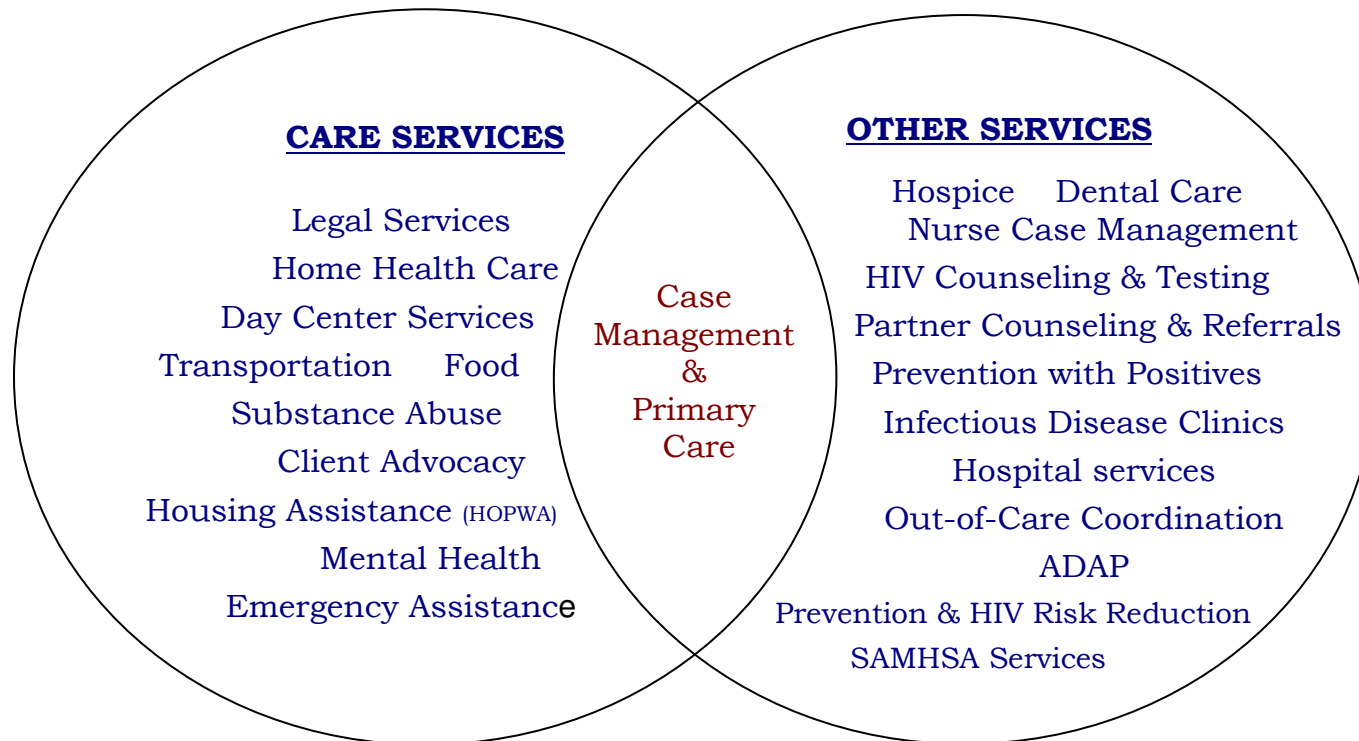 CARE SERVICES
Legal Services
Home Health Care
Day Center Services
Transportation Food
Substance Abuse
Client Advocacy
Housing Assistance (HOPWA)
Mental Health
Emergency Assistance
Case
Management
&
Primary
Care
OTHER SERVICES
Hospice Dental Care
Nurse Case Management
HIV Counseling & Testing
Partner Counseling & Referrals
Prevention with Positives
Infectious Disease Clinics
Hospital services
Out-of-Care Coordination
ADAP
Prevention & HIV Risk Reduction
SAMHSA Services